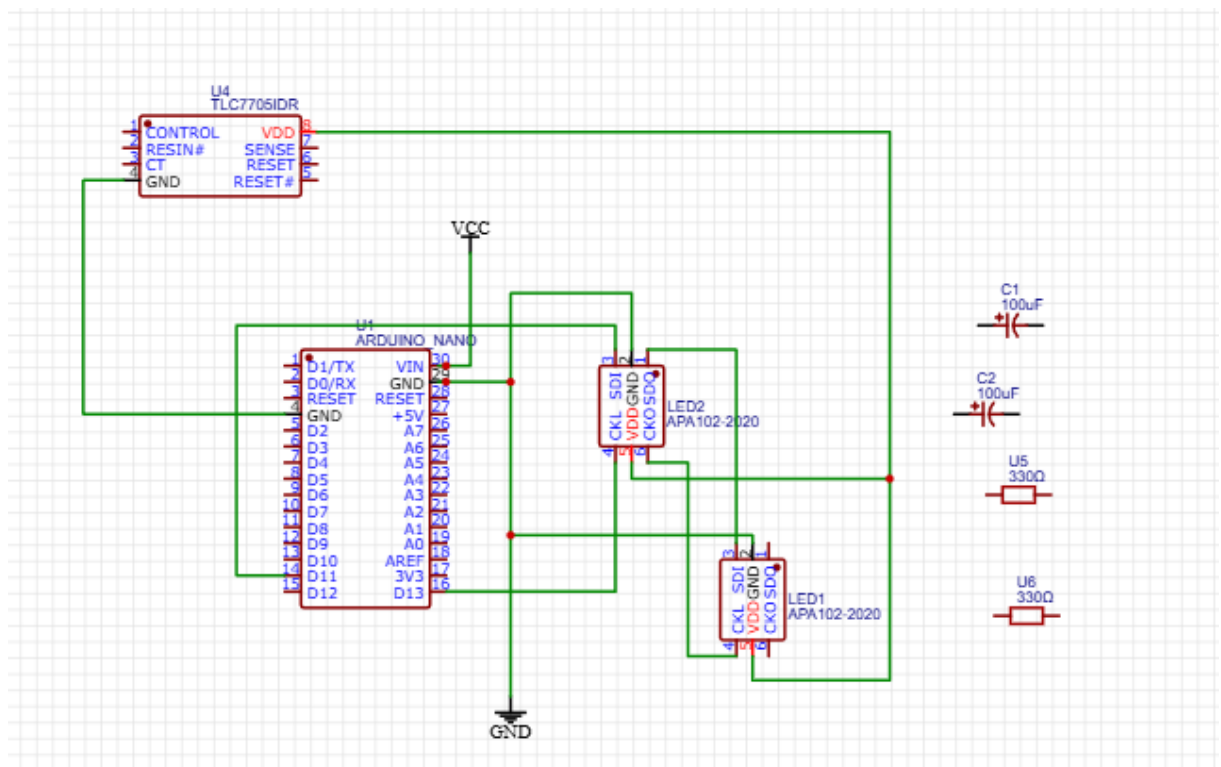 U4
TLC7705IDR
1 CONTROL VDD 8
2 RESIN# SENSE 7
3 CT RESET 6
4 GND RESET# 5
VCC
U1
ARDUINO_NANO
1 D1/TX VIN 30
2 D0/RX GND 29
3 RESET RESET 28
4 GND +5V 27
5 D2 A7 26
6 D3 A6 25
7 D4 A5 24
8 D5 A4 23
9 D6 A3 22
10 D7 A2 21
11 D8 A1 20
12 D9 A0 19
13 D10 AREF 18
14 D11 3V3 17
15 D12 D13 16
3 2 1
SDI GND SDO
CKL VDD CKO
4 5 6
LED2
APA102-2020
3 2 1
SDI GND SDO
CKL VDD CKO
4 5 6
LED1
APA102-2020
C1
100uF
C2
100uF
U5
330Ω
U6
330Ω
GND